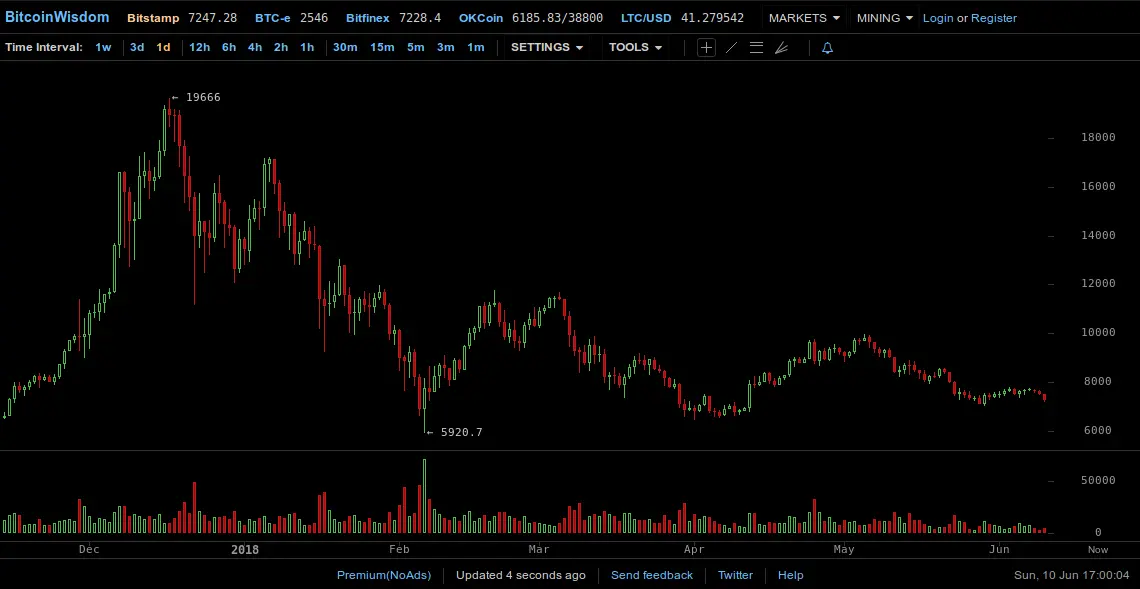 BitcoinWisdom Bitstamp 7247.28 BTC-e 2546 Bitfinex 7228.4 OKCoin 6185.83/38800 LTC/USD 41.279542 MARKETS MINING Login or Register
Time Interval: 1w 3d 1d 12h 6h 4h 2h 1h 30m 15m 5m 3m 1m SETTINGS TOOLS
← 19666
18000
16000
14000
12000
10000
8000
6000
← 5920.7
50000
0
Dec 2018 Feb Mar Apr May Jun Now
Premium(NoAds) Updated 4 seconds ago Send feedback Twitter Help Sun, 10 Jun 17:00:04